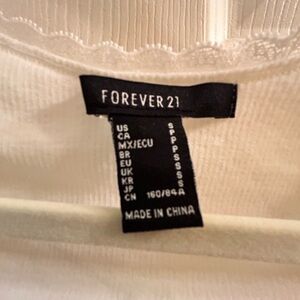 FOREVER 21
US S
CA P
MX/ECU P
BR P
EU S
UK S
KR S
JP S
CN 160/84A
MADE IN CHINA